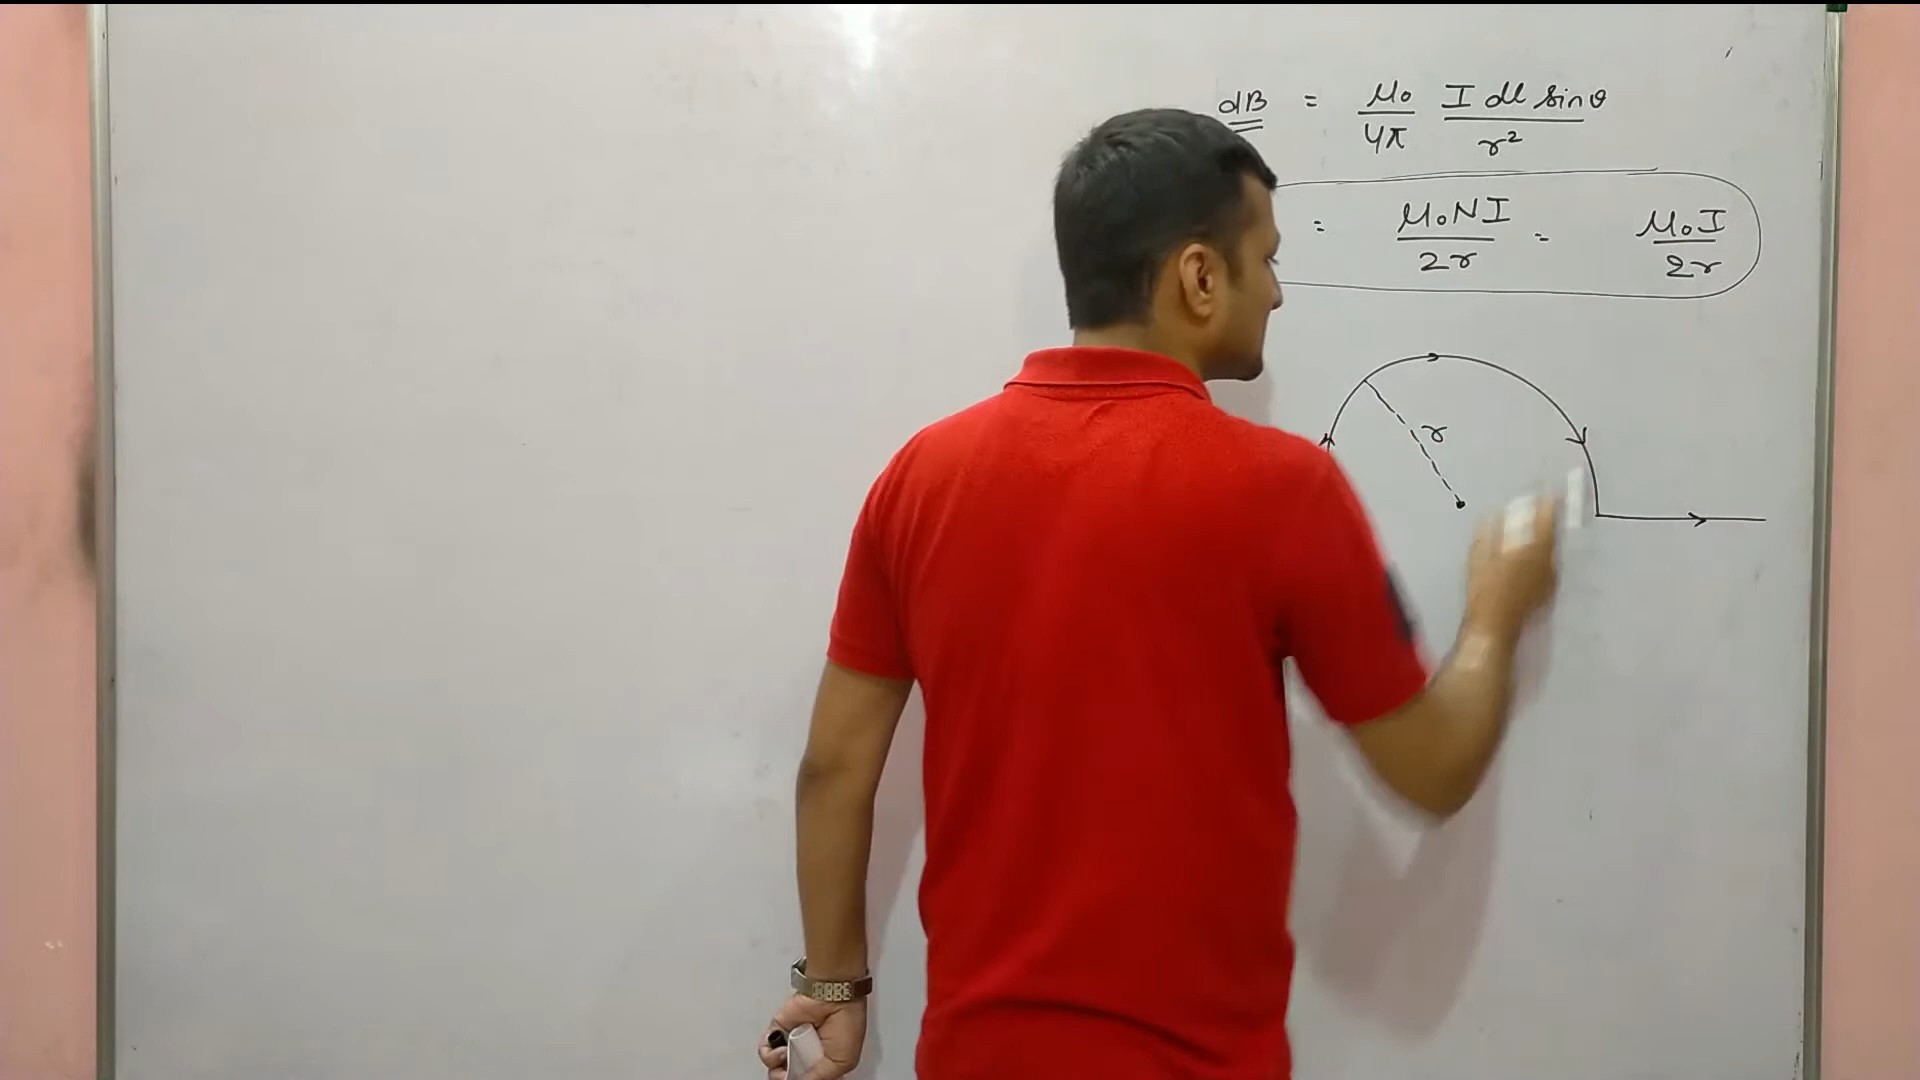 dB = μ₀/4π I dl sinθ/r²
= μ₀NI/2r = μ₀I/2r
r